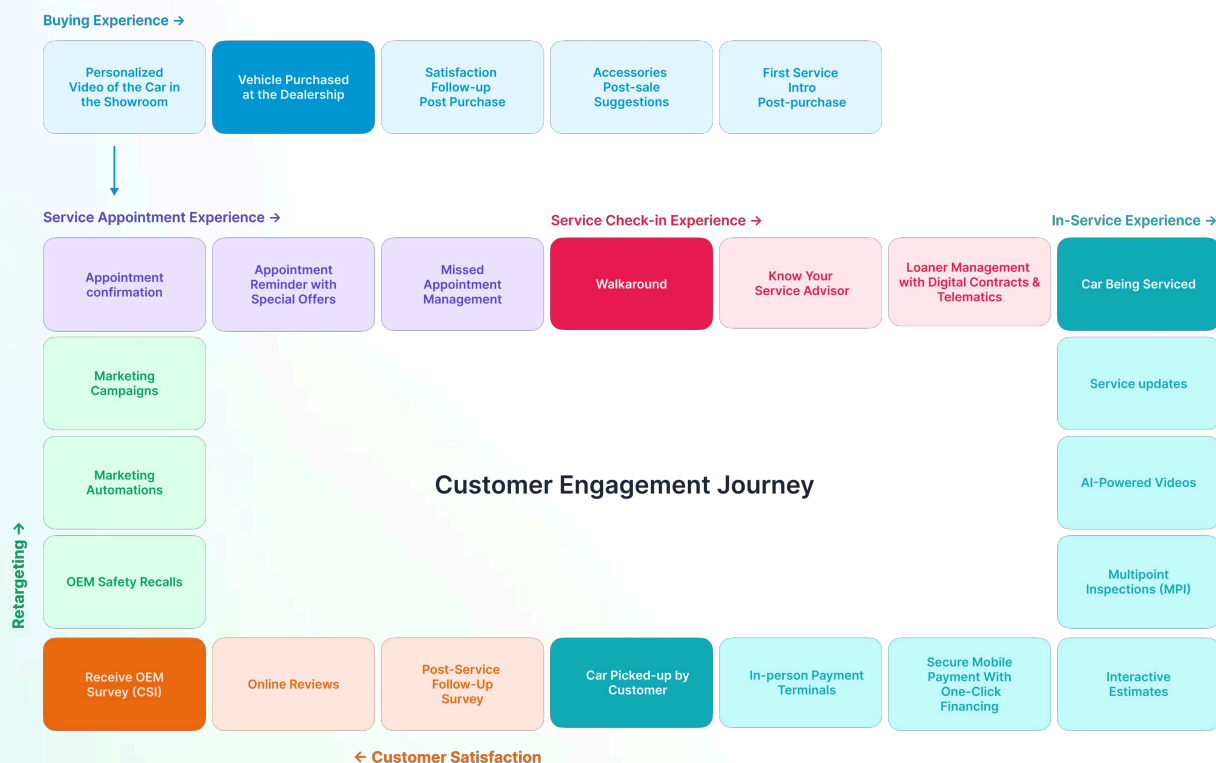 Buying Experience →
Personalized
Video of the Car in
the Showroom
Vehicle Purchased
at the Dealership
Satisfaction
Follow-up
Post Purchase
Accessories
Post-sale
Suggestions
First Service
Intro
Post-purchase
Service Appointment Experience →
Service Check-in Experience →
In-Service Experience →
Appointment
confirmation
Appointment
Reminder with
Special Offers
Missed
Appointment
Management
Walkaround
Know Your
Service Advisor
Loaner Management
with Digital Contracts &
Telematics
Car Being Serviced
Marketing
Campaigns
Service updates
Marketing
Automations
Customer Engagement Journey
AI-Powered Videos
Retargeting →
OEM Safety Recalls
Multipoint
Inspections (MPI)
Receive OEM
Survey (CSI)
Online Reviews
Post-Service
Follow-Up
Survey
Car Picked-up by
Customer
In-person Payment
Terminals
Secure Mobile
Payment With
One-Click
Financing
Interactive
Estimates
← Customer Satisfaction